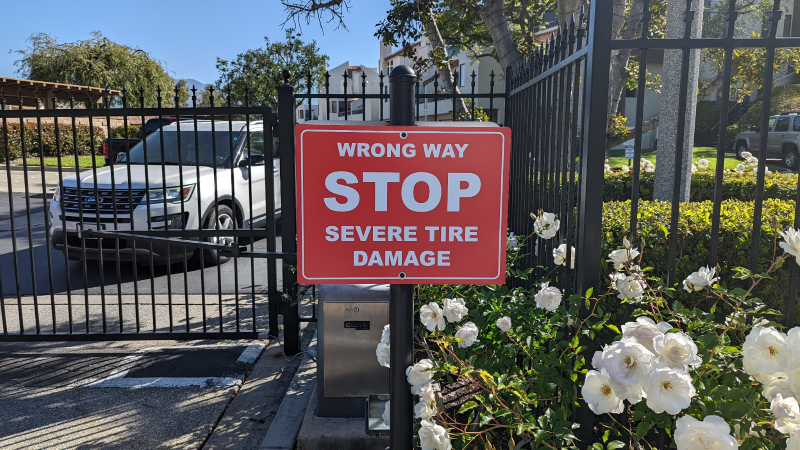 WRONG WAY
STOP
SEVERE TIRE
DAMAGE